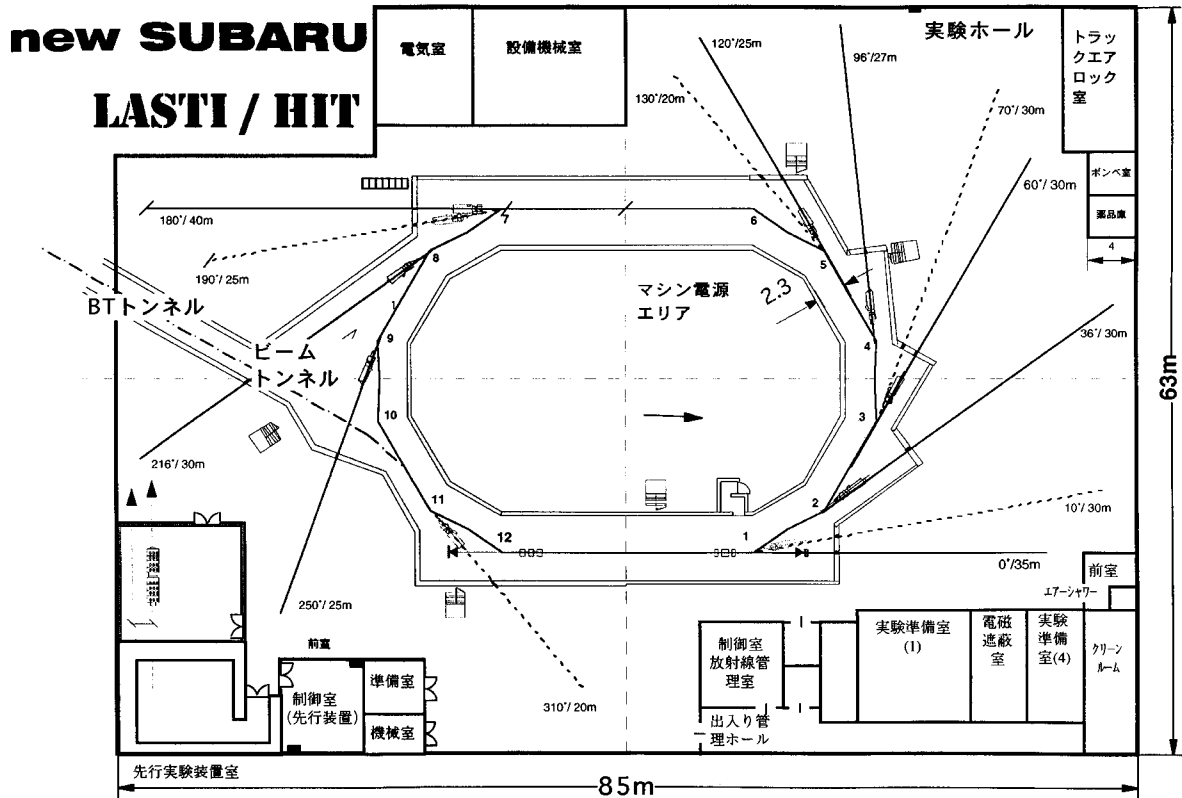 new SUBARU
LASTI / HIT
電気室
設備機械室
実験ホール
トラッ
クエア
ロック
室
120°/25m
96°/27m
130°/20m
70°/ 30m
60°/ 30m
ボンベ室
薬品庫
4
180°/ 40m
190°/ 25m
7
6
8
5
1
9
4
BTトンネル
ビーム
トンネル
マシン電源
エリア
2.3
36°/ 30m
63m
10
3
216°/ 30m
11
2
12
1
10°/ 30m
0°/35m
250°/ 25m
310°/ 20m
前室
エアーシャワー
前室
制御室
(先行装置)
準備室
機械室
制御室
放射線管
理室
出入り管
理ホール
実験準備室
(1)
電磁
遮蔽
室
実験
準備
室(4)
クリーン
ルーム
先行実験装置室
85m